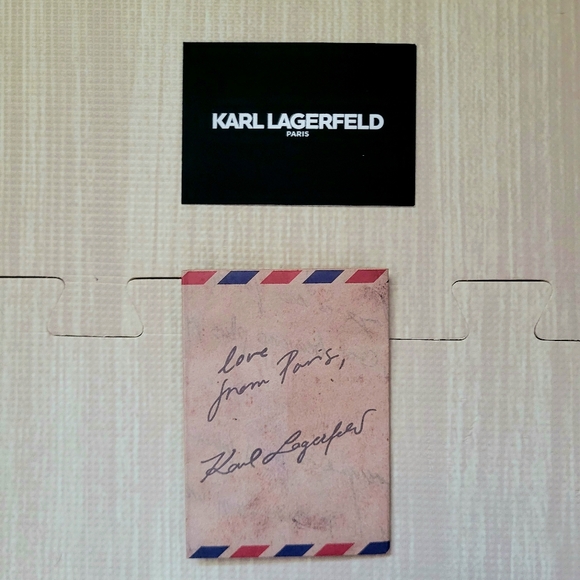 KARL LAGERFELD
PARIS
love
from Paris,
Karl Lagerfeld